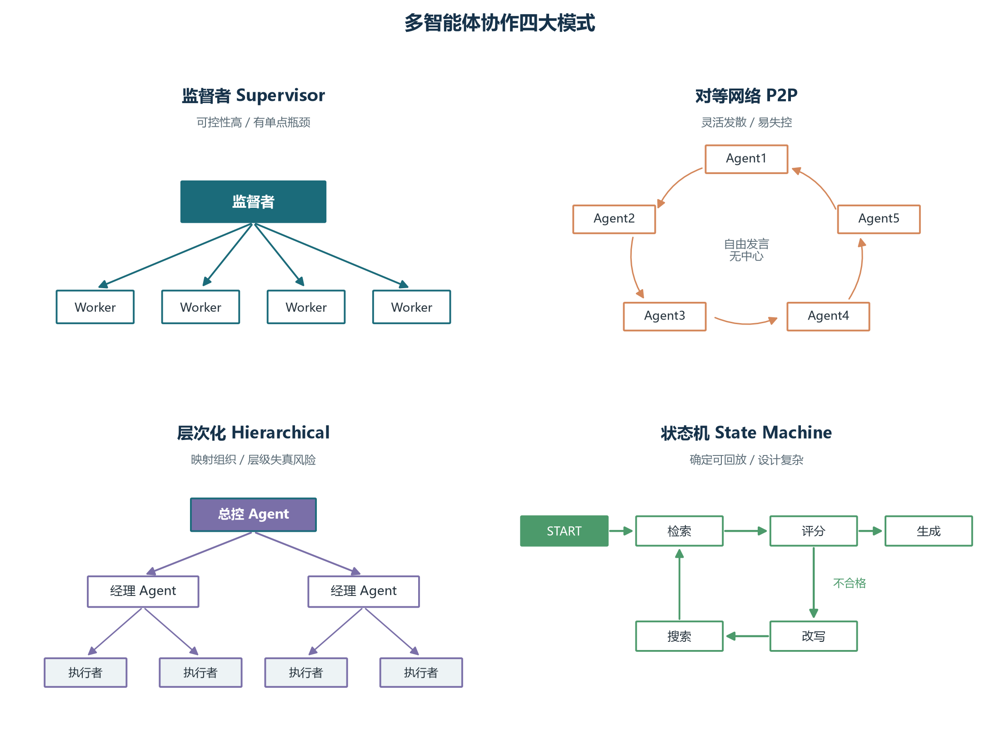 多智能体协作四大模式
监督者 Supervisor
可控性高 / 有单点瓶颈
监督者
Worker
Worker
Worker
Worker
对等网络 P2P
灵活发散 / 易失控
Agent1
Agent2
Agent5
自由发言
无中心
Agent3
Agent4
层次化 Hierarchical
映射组织 / 层级失真风险
总控 Agent
经理 Agent
经理 Agent
执行者
执行者
执行者
执行者
状态机 State Machine
确定可回放 / 设计复杂
START
检索
评分
生成
不合格
搜索
改写